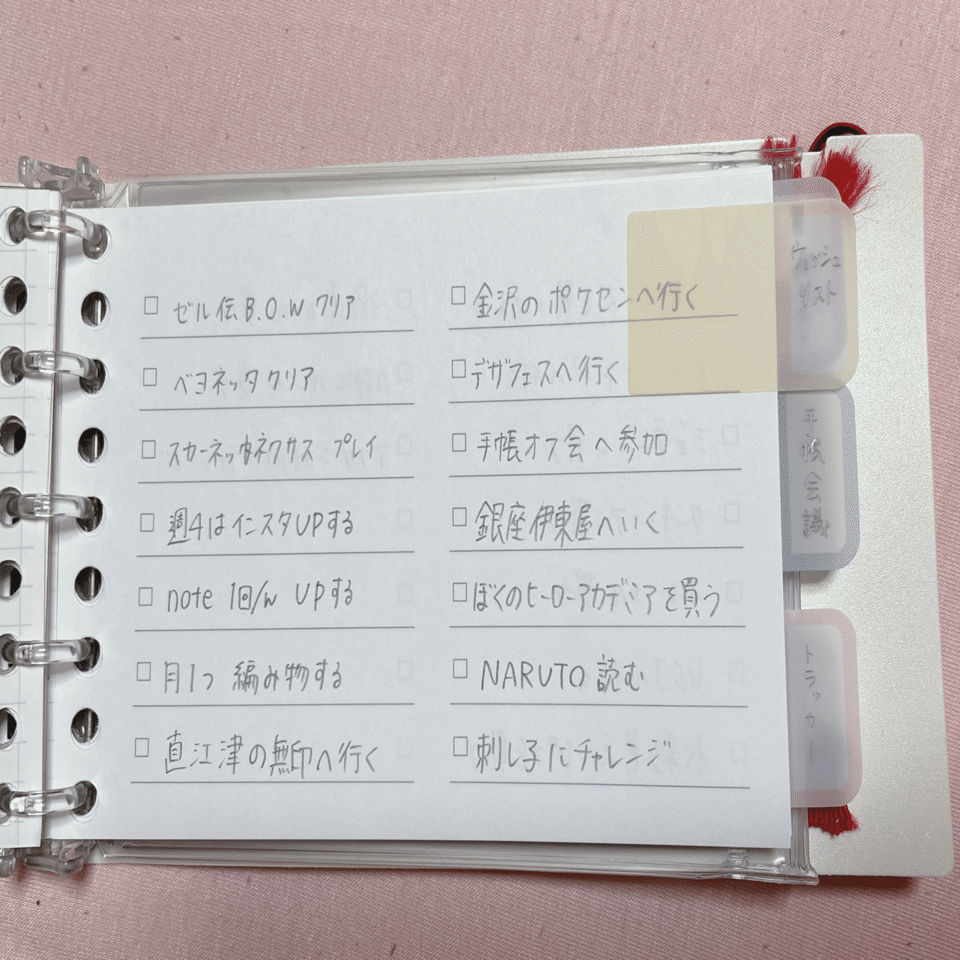 □ ゼル伝 B.O.W クリア
□ ベヨネッタ クリア
□ スカーネッタネクサス プレイ
□ 週4はインスタUPする
□ note 1回/w UPする
□ 月1つ 編み物する
□ 直江津の無印へ行く
□ 金沢のポケセンへ行く
□ デザフェスへ行く
□ 手帳オフ会へ参加
□ 銀座伊東屋へいく
□ ぼくのヒーローアカデミアを買う
□ NARUTO 読む
□ 刺し子にチャレンジ
ウィッシュ
リスト
手帳会議
トラッカー